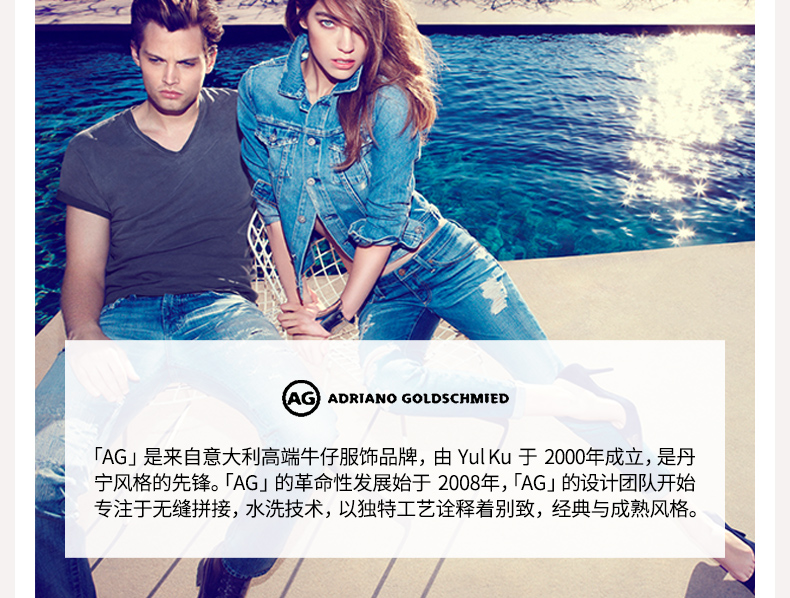 AG ADRIANO GOLDSCHMIED
「AG」是来自意大利高端牛仔服饰品牌，由 Yul Ku 于 2000年成立，是丹
宁风格的先锋。「AG」的革命性发展始于 2008年，「AG」的设计团队开始
专注于无缝拼接，水洗技术，以独特工艺诠释着别致，经典与成熟风格。